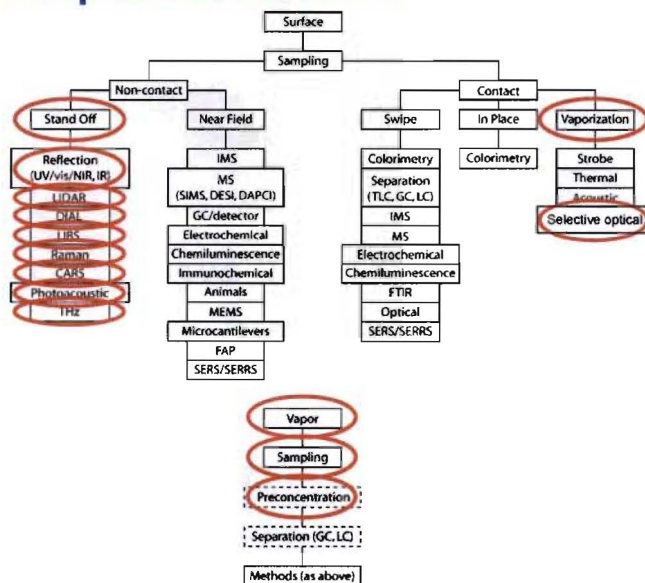 Surface
Sampling
Non-contact
Contact
Stand Off
Near Field
Swipe
In Place
Vaporization
Reflection
(UV/vis/NIR, IR)
LIDAR
DIAL
LIBS
Raman
CARS
Photoacoustic
THz
IMS
MS
(SIMS, DESI, DAPCI)
GC/detector
Electrochemical
Chemiluminescence
Immunochemical
Animals
MEMS
Microcantilevers
FAP
SERS/SERRS
Colorimetry
Separation
(TLC, GC, LC)
IMS
MS
Electrochemical
Chemiluminescence
FTIR
Optical
SERS/SERRS
Colorimetry
Strobe
Thermal
Acoustic
Selective optical
Vapor
Sampling
Preconcentration
Separation (GC, LC)
Methods (as above)